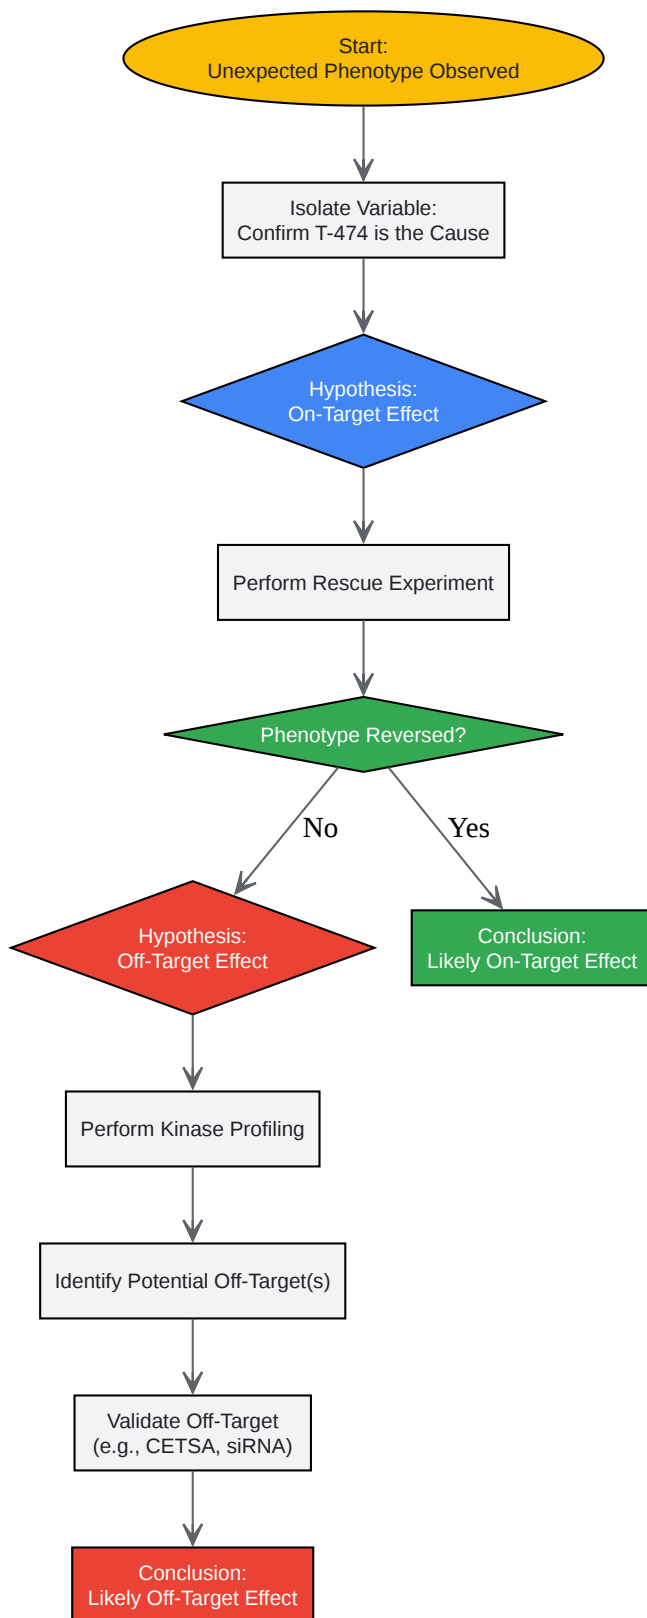 Start:
Unexpected Phenotype Observed
Isolate Variable:
Confirm T-474 is the Cause
Hypothesis:
On-Target Effect
Perform Rescue Experiment
Phenotype Reversed?
No
Yes
Hypothesis:
Off-Target Effect
Conclusion:
Likely On-Target Effect
Perform Kinase Profiling
Identify Potential Off-Target(s)
Validate Off-Target
(e.g., CETSA, siRNA)
Conclusion:
Likely Off-Target Effect